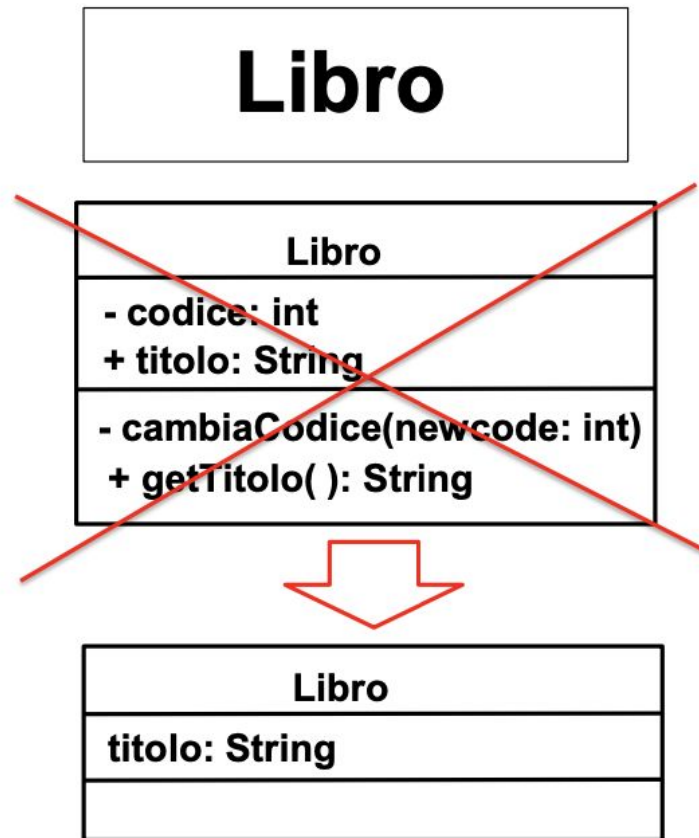 Libro
Libro
- codice: int
+ titolo: String
- cambiaCodice(newcode: int)
+ getTitolo( ): String
Libro
titolo: String